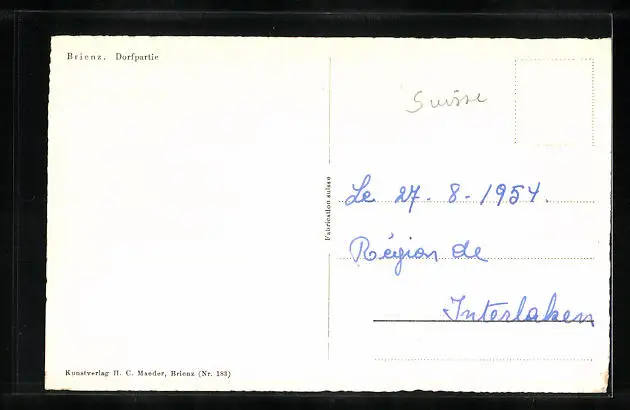 Brienz. Dorfpartie
Suisse
Fabrication suisse
Le 27-8-1954.
Région de
Interlaken
Kunstverlag H. C. Maeder, Brienz (Nr. 183)